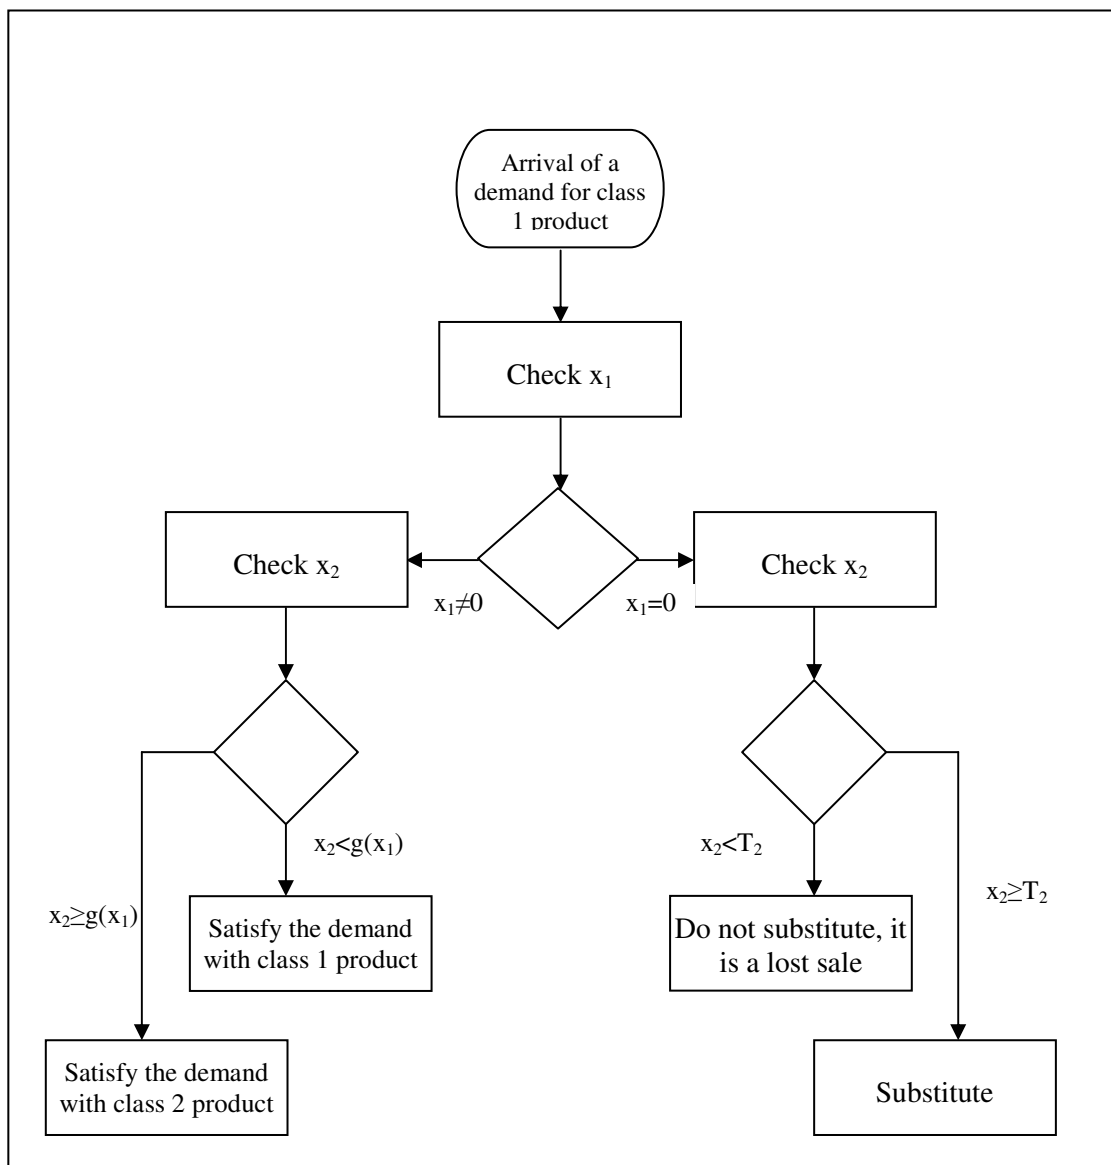 Arrival of a
demand for class
1 product
Check x₁
Check x₂
Check x₂
x₁≠0
x₁=0
x₂<g(x₁)
x₂<T₂
x₂≥g(x₁)
x₂≥T₂
Satisfy the demand
with class 1 product
Do not substitute, it
is a lost sale
Satisfy the demand
with class 2 product
Substitute